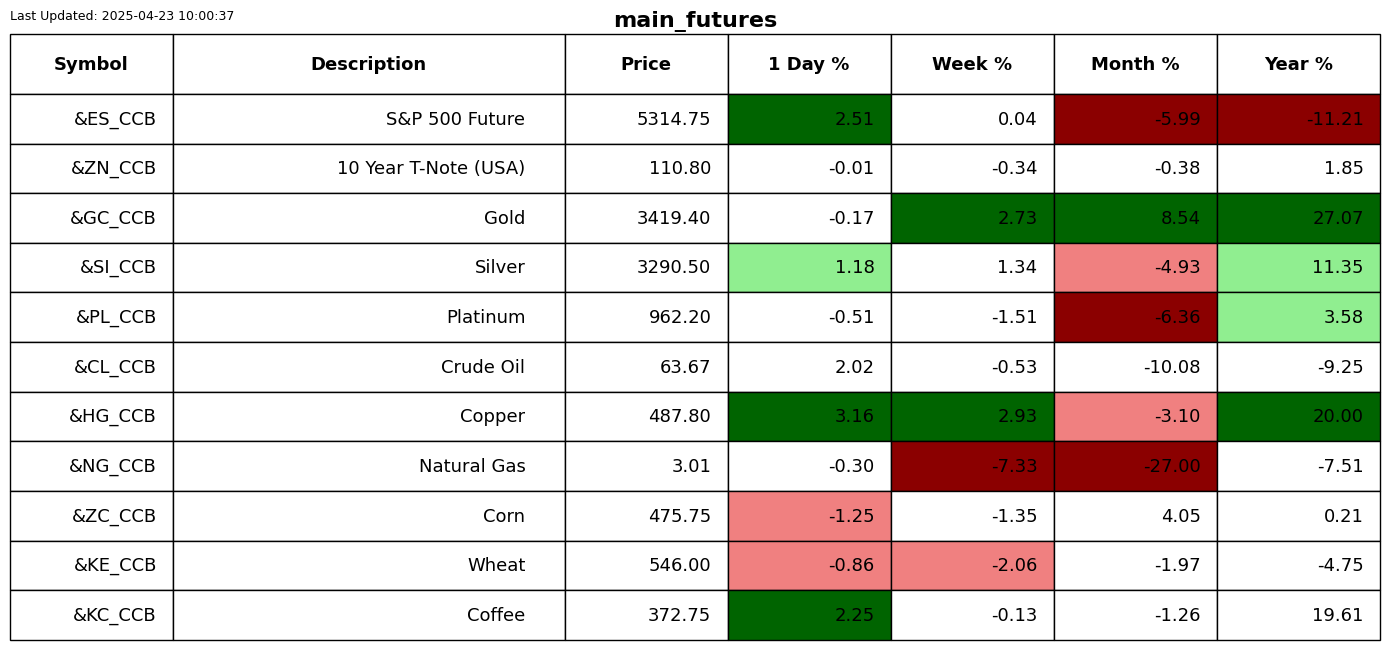 Last Updated: 2025-04-23 10:00:37
main_futures
Symbol Description Price 1 Day % Week % Month % Year %
&ES_CCB S&P 500 Future 5314.75 2.51 0.04 -5.99 -11.21
&ZN_CCB 10 Year T-Note (USA) 110.80 -0.01 -0.34 -0.38 1.85
&GC_CCB Gold 3419.40 -0.17 2.73 8.54 27.07
&SI_CCB Silver 3290.50 1.18 1.34 -4.93 11.35
&PL_CCB Platinum 962.20 -0.51 -1.51 -6.36 3.58
&CL_CCB Crude Oil 63.67 2.02 -0.53 -10.08 -9.25
&HG_CCB Copper 487.80 3.16 2.93 -3.10 20.00
&NG_CCB Natural Gas 3.01 -0.30 -7.33 -27.00 -7.51
&ZC_CCB Corn 475.75 -1.25 -1.35 4.05 0.21
&KE_CCB Wheat 546.00 -0.86 -2.06 -1.97 -4.75
&KC_CCB Coffee 372.75 2.25 -0.13 -1.26 19.61